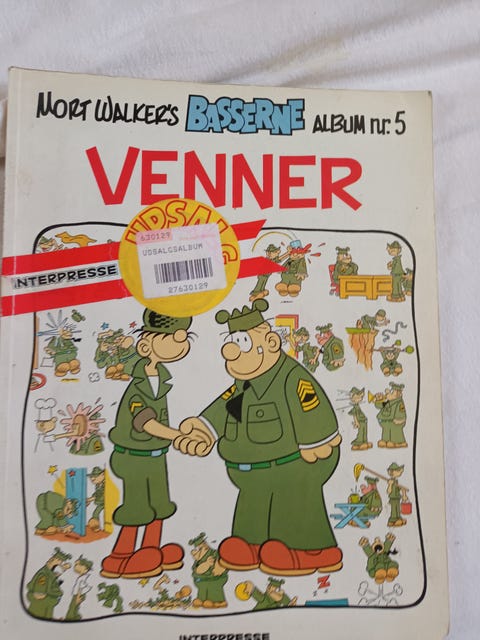 MORT WALKER'S BASSERNE ALBUM nr. 5
VENNER
UDSALG
630129
UDSALGSALBUM
27630129
INTERPRESSE
Z
Z
INTERPRESSE